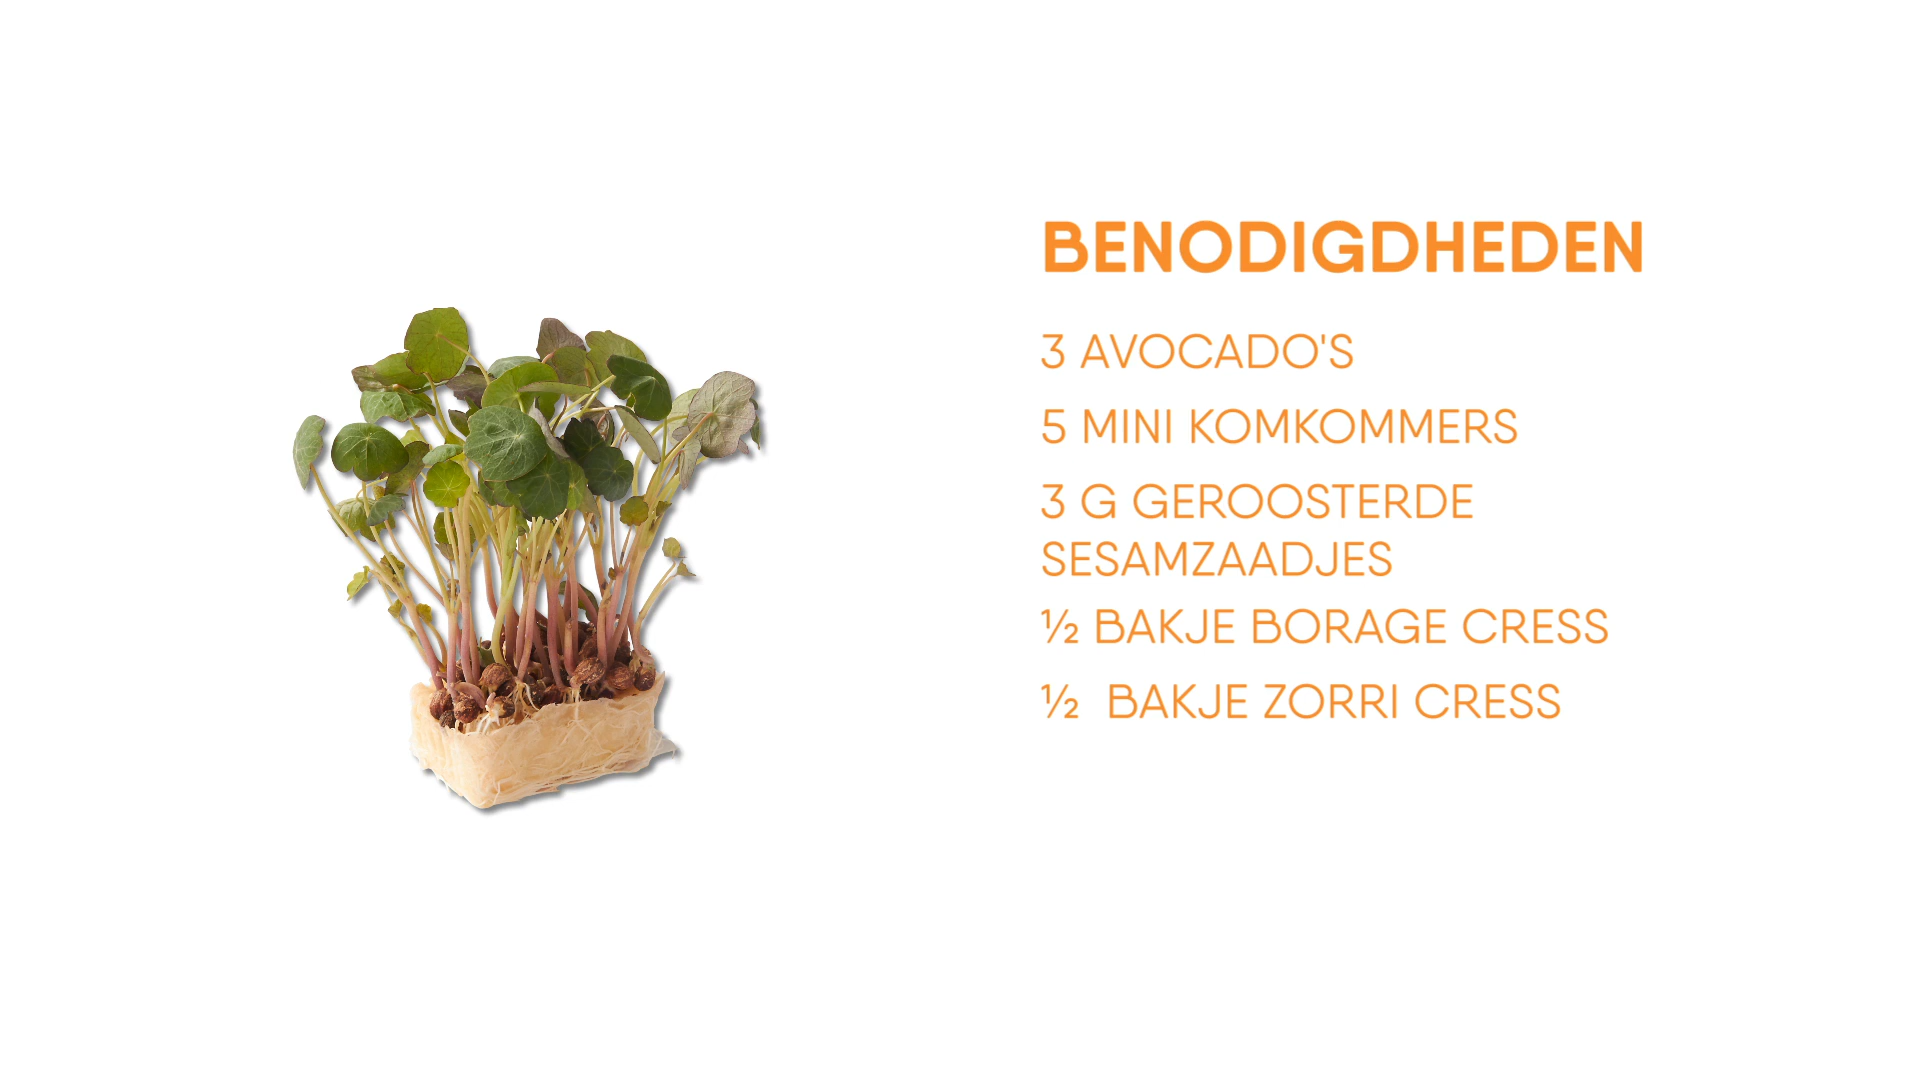 BENODIGDHEDEN
3 AVOCADO'S
5 MINI KOMKOMMERS
3 G GEROOSTERDE
SESAMZAADJES
½ BAKJE BORAGE CRESS
½ BAKJE ZORRI CRESS